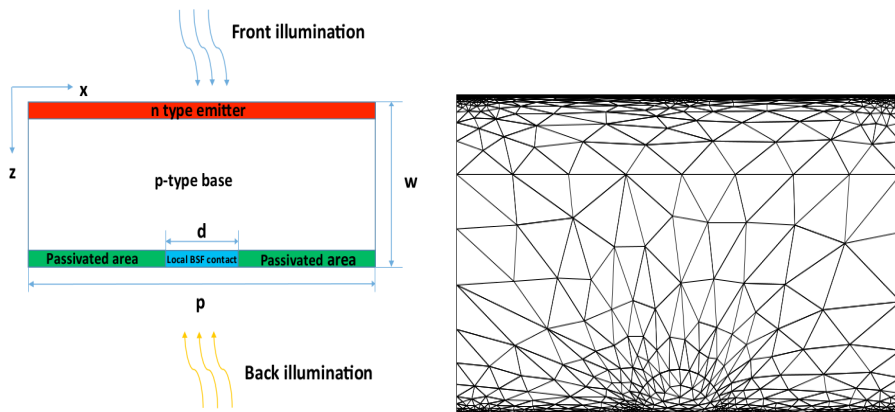 Front illumination
x
n type emitter
z
p-type base
w
d
Passivated area
Local BSF contact
Passivated area
p
Back illumination